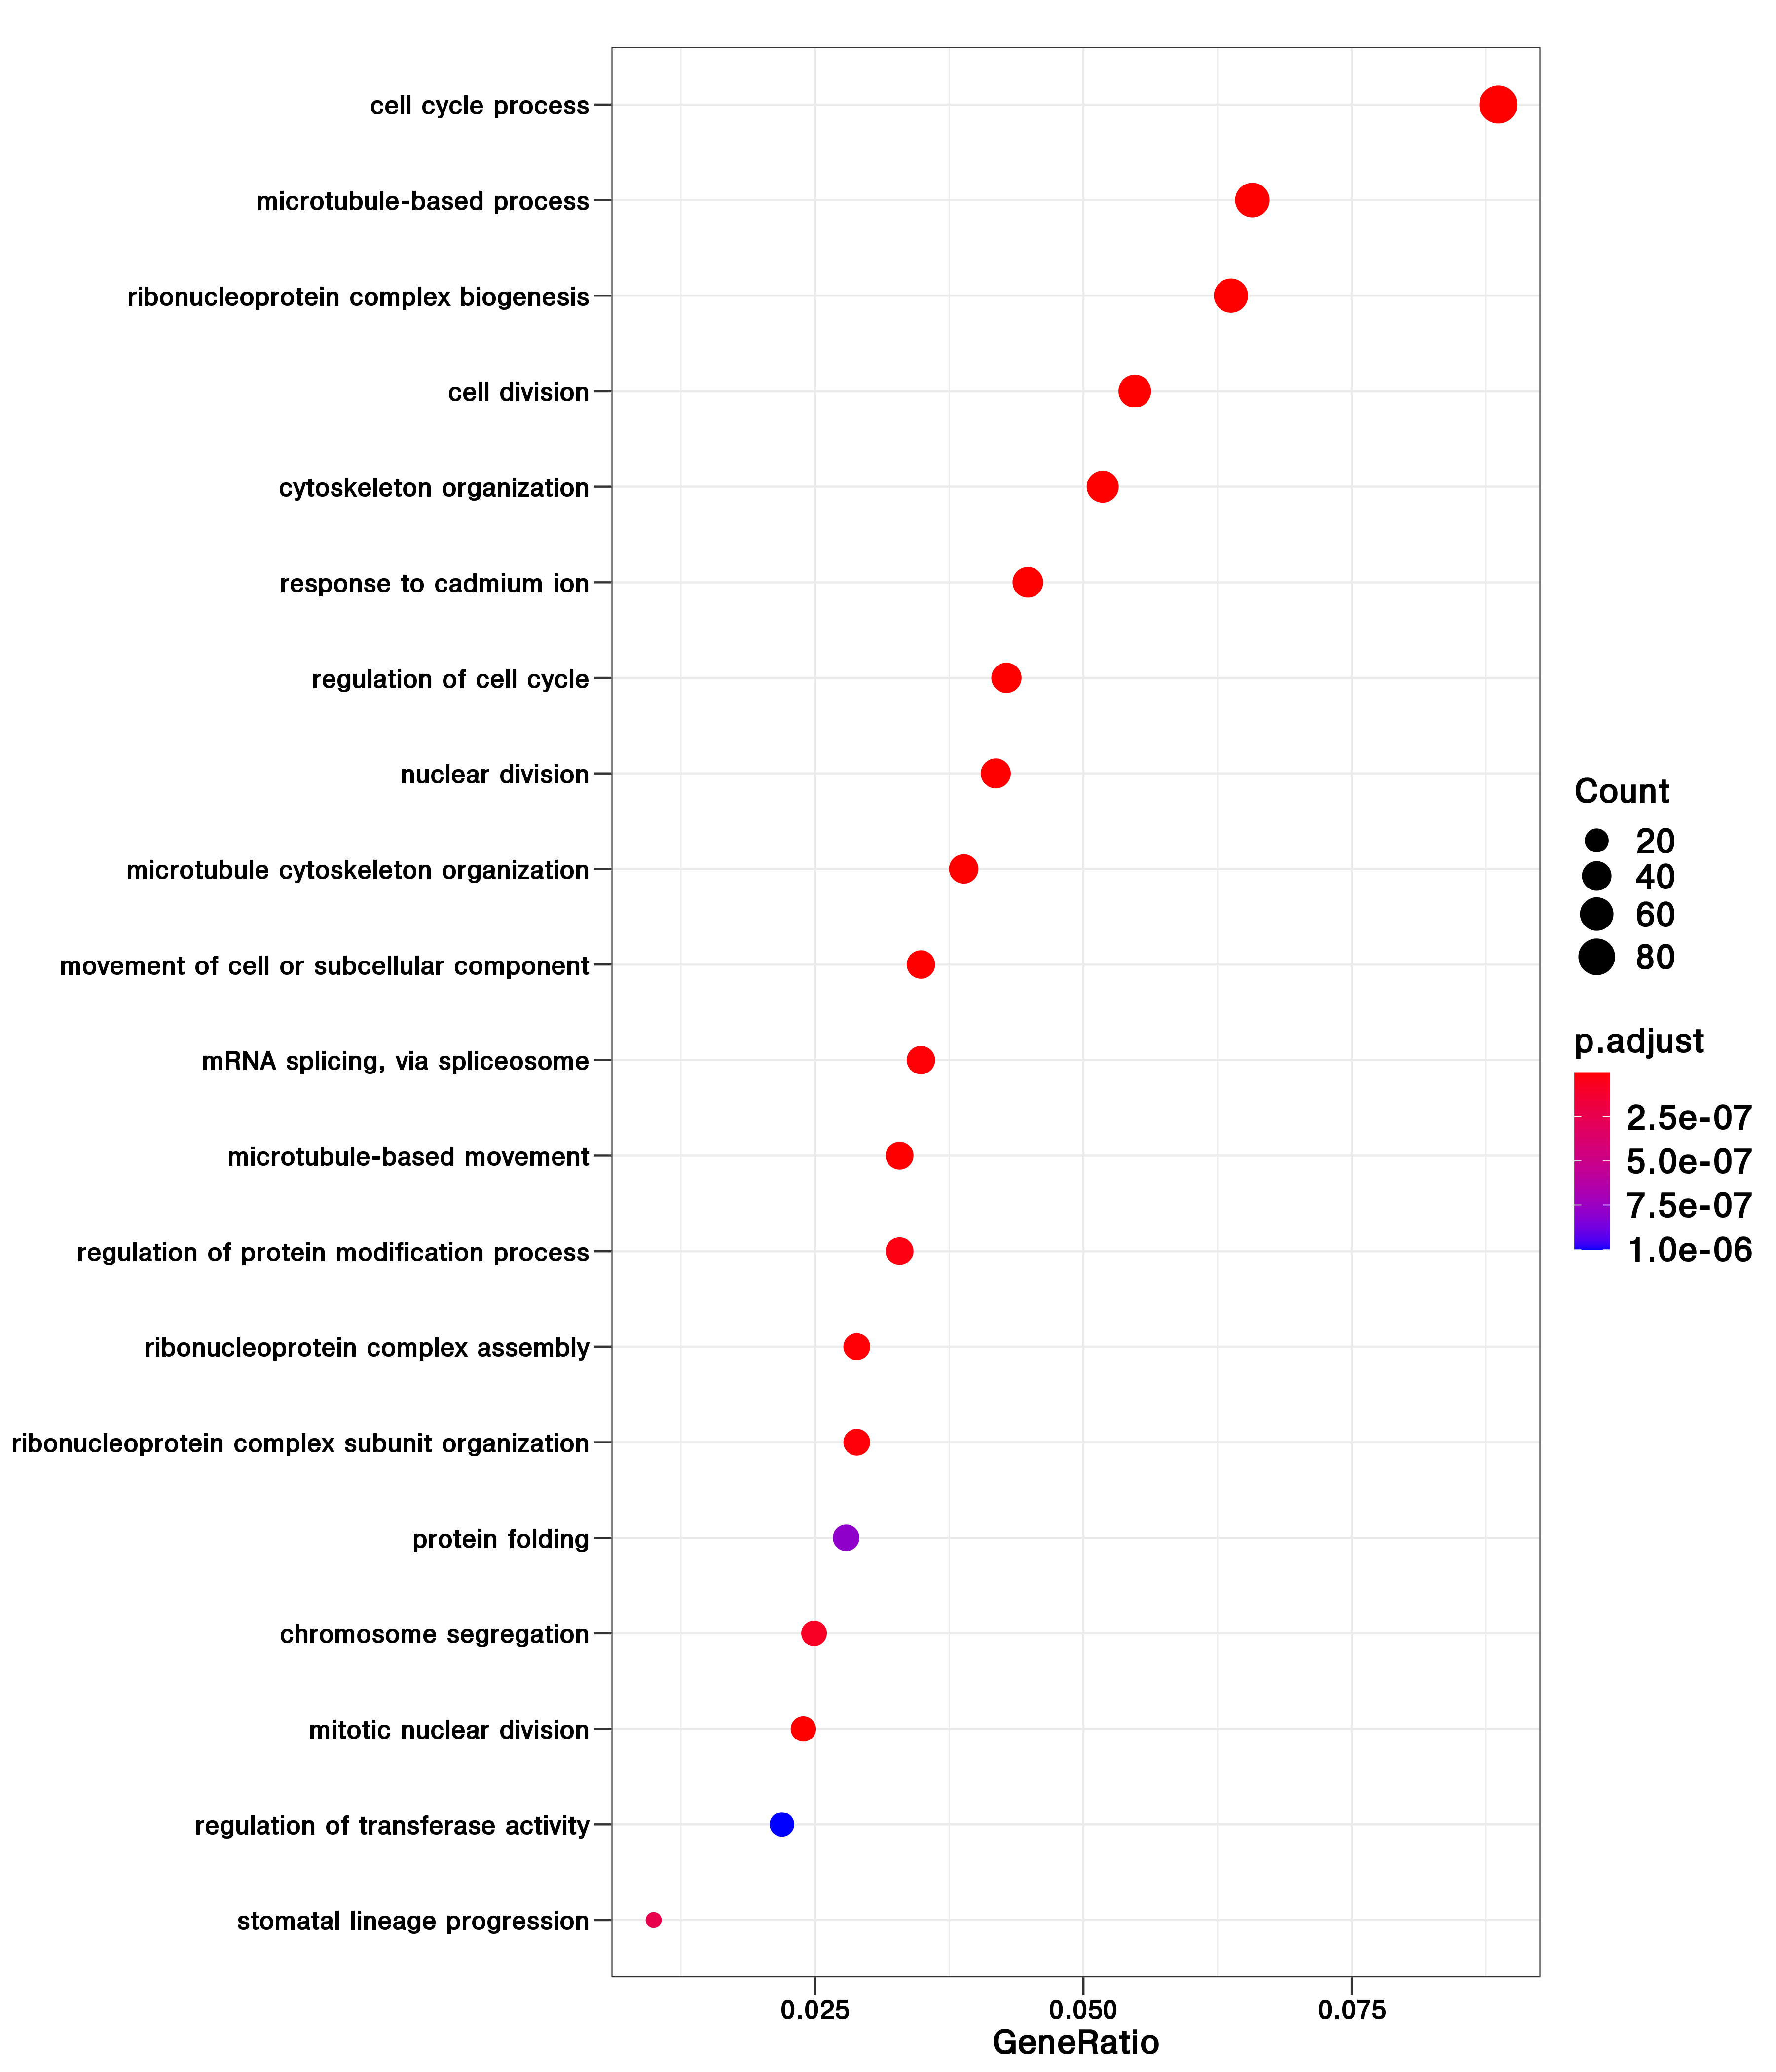 cell cycle process
microtubule-based process
ribonucleoprotein complex biogenesis
cell division
cytoskeleton organization
response to cadmium ion
regulation of cell cycle
nuclear division
microtubule cytoskeleton organization
movement of cell or subcellular component
mRNA splicing, via spliceosome
microtubule-based movement
regulation of protein modification process
ribonucleoprotein complex assembly
ribonucleoprotein complex subunit organization
protein folding
chromosome segregation
mitotic nuclear division
regulation of transferase activity
stomatal lineage progression
0.025 0.050 0.075
GeneRatio
Count
20
40
60
80
p.adjust
2.5e-07
5.0e-07
7.5e-07
1.0e-06